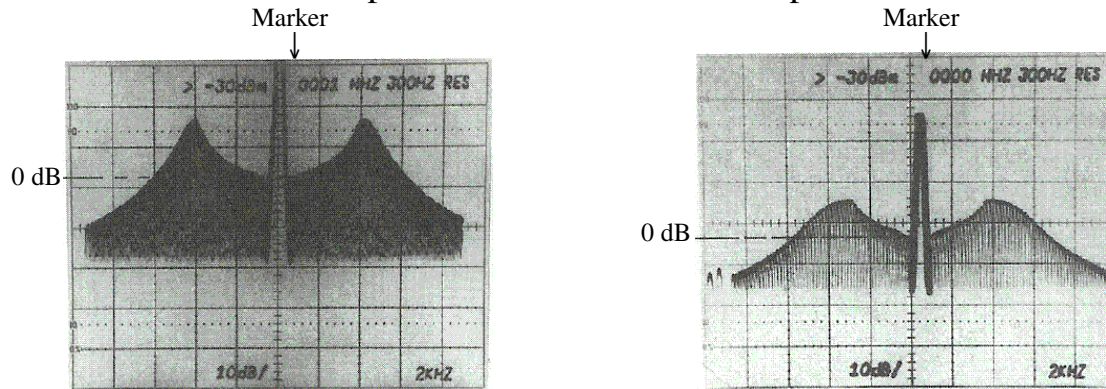 Marker
> -30dBm 0001 MHZ 300HZ RES
0 dB
10dB/ 2KHZ
Marker
> -30dBm 0000 MHZ 300HZ RES
0 dB
10dB/ 2KHZ